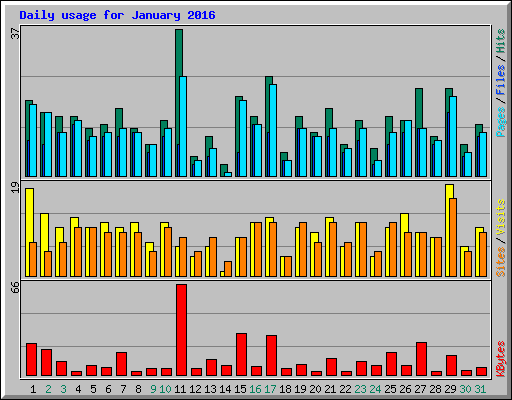 Daily usage for January 2016
37
Pages / Files / Hits
19
Sites / Visits
66
KBytes
1 2 3 4 5 6 7 8 9 10 11 12 13 14 15 16 17 18 19 20 21 22 23 24 25 26 27 28 29 30 31